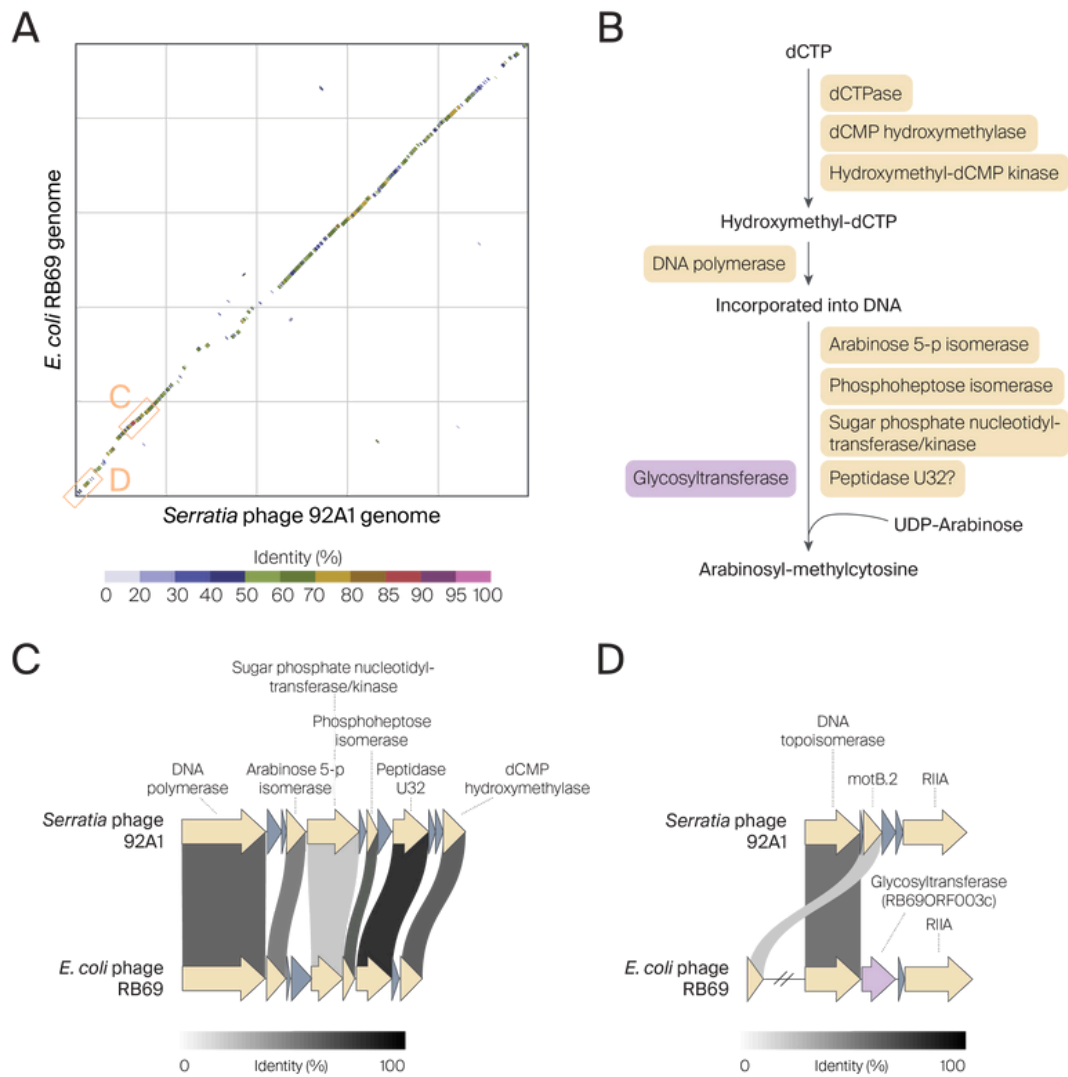 A
E. coli RB69 genome
C
D
Serratia phage 92A1 genome
Identity (%)
0 20 30 40 50 60 70 80 85 90 95 100
B
dCTP
dCTPase
dCMP hydroxymethylase
Hydroxymethyl-dCMP kinase
Hydroxymethyl-dCTP
DNA polymerase
Incorporated into DNA
Arabinose 5-p isomerase
Phosphoheptose isomerase
Sugar phosphate nucleotidyl-
transferase/kinase
Glycosyltransferase
Peptidase U32?
UDP-Arabinose
Arabinosyl-methylcytosine
C
Sugar phosphate nucleotidyl-
transferase/kinase
Phosphoheptose
isomerase
DNA
polymerase
Arabinose 5-p
isomerase
Peptidase
U32
dCMP
hydroxymethylase
Serratia phage
92A1
E. coli phage
RB69
0 Identity (%) 100
D
DNA
topoisomerase
motB.2
RIIA
Serratia phage
92A1
Glycosyltransferase
(RB69ORF003c)
RIIA
E. coli phage
RB69
0 Identity (%) 100